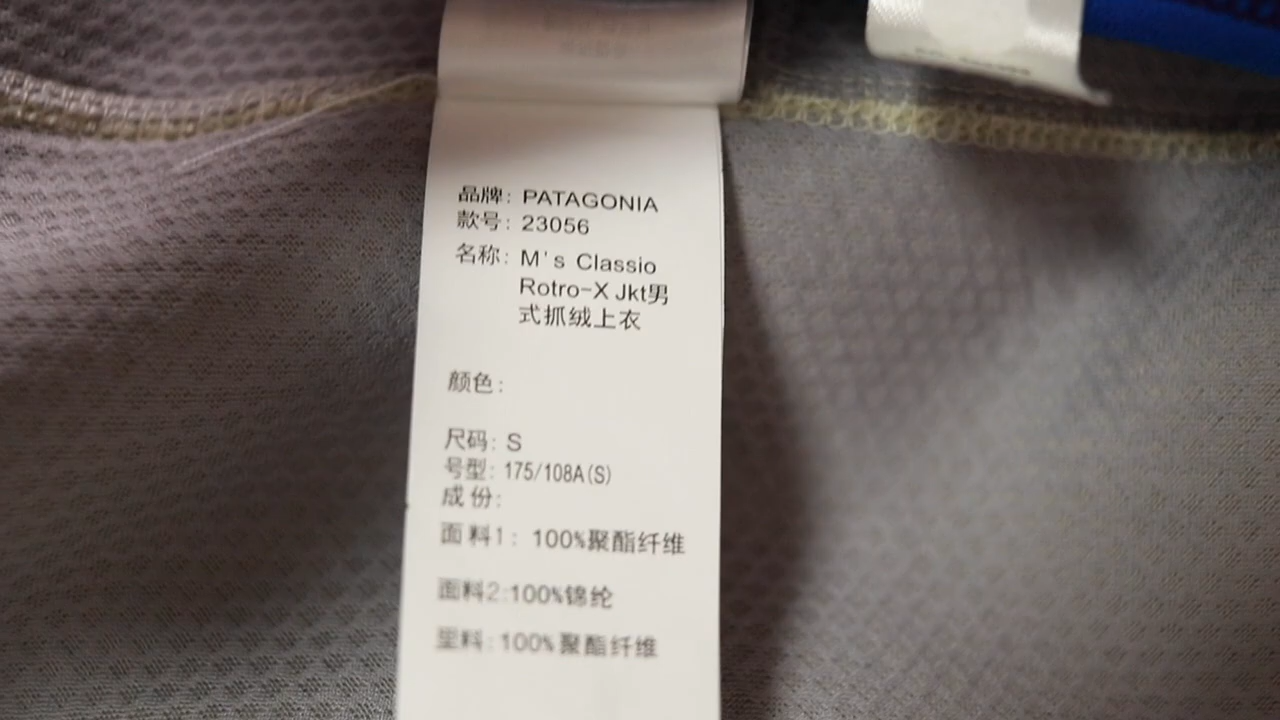 品牌: PATAGONIA
款号: 23056
名称: M's Classio
Rotro-X Jkt男
式抓绒上衣
颜色:
尺码: S
号型: 175/108A(S)
成份:
面料1: 100%聚酯纤维
面料2:100%锦纶
里料:100%聚酯纤维